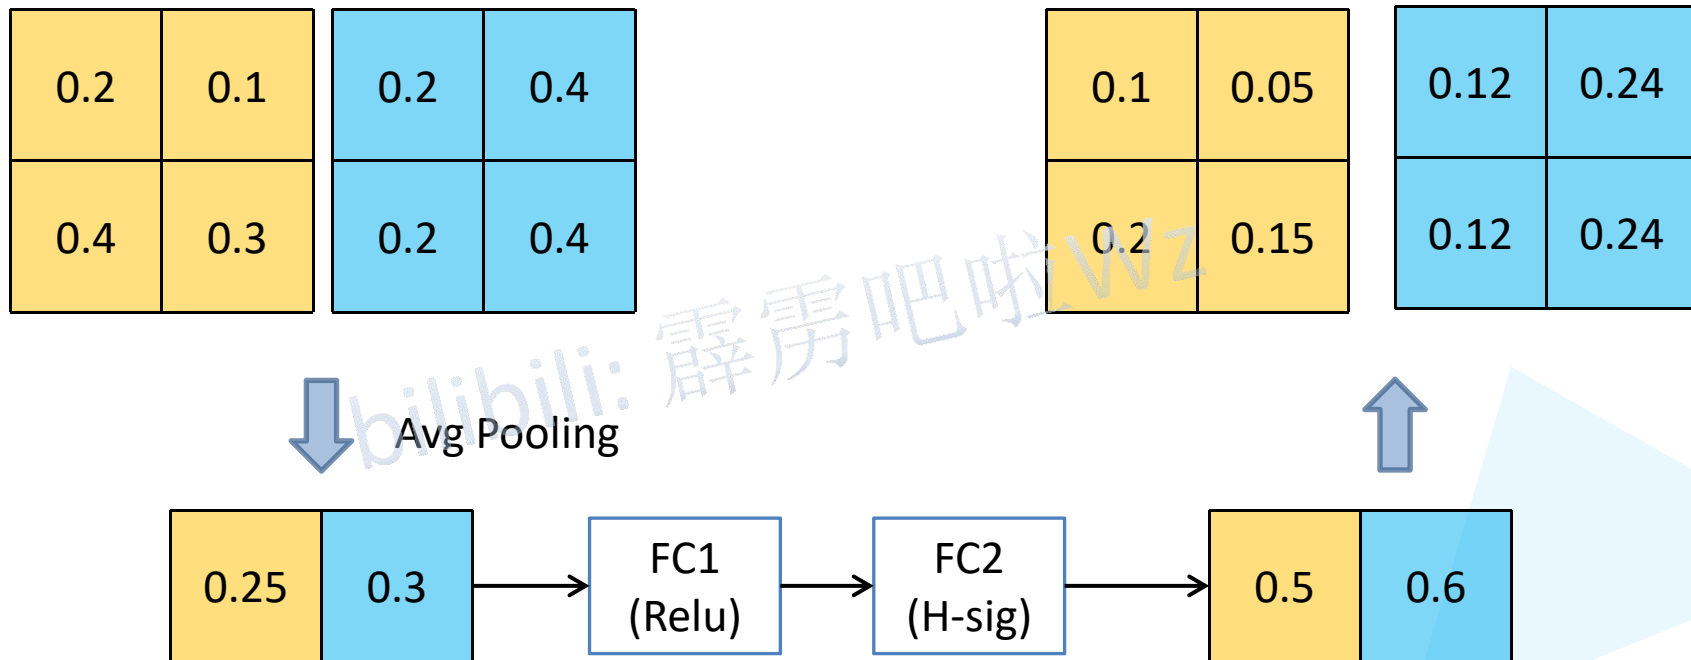 0.2 0.1 0.2 0.4 0.1 0.05 0.12 0.24
0.4 0.3 0.2 0.4 0.2 0.15 0.12 0.24
bilibili: 霹雳吧啦Wz
Avg Pooling
0.25 0.3 FC1 FC2 0.5 0.6
(Relu) (H-sig)